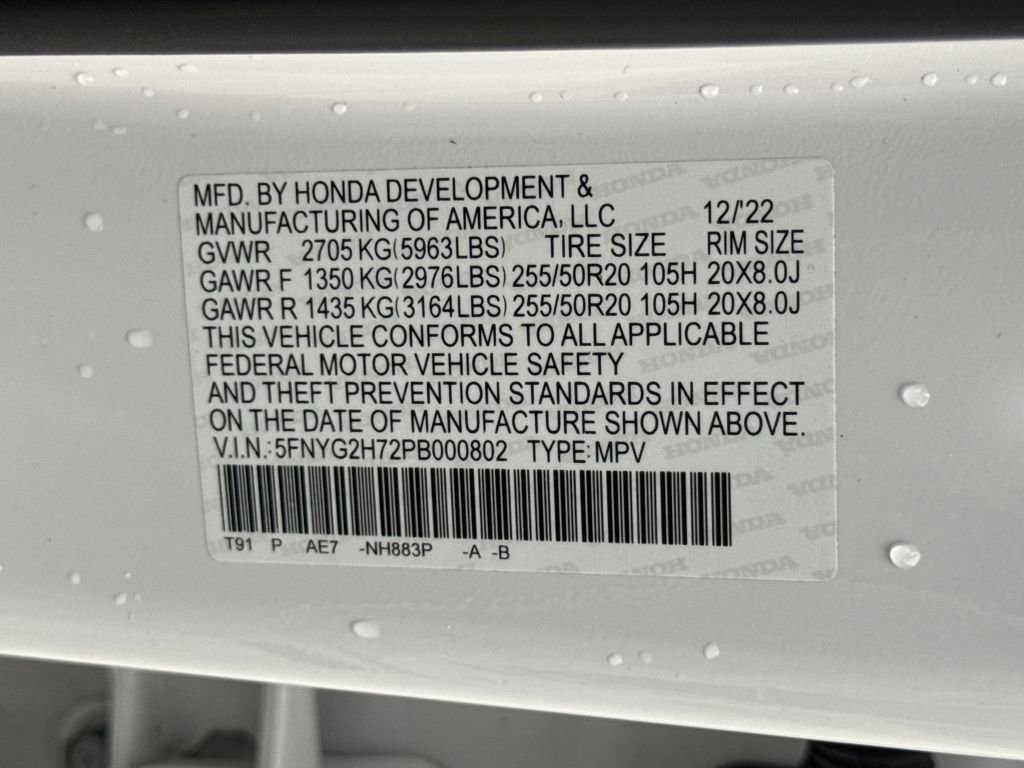 MFD. BY HONDA DEVELOPMENT &
MANUFACTURING OF AMERICA, LLC 12/'22
GVWR 2705 KG(5963LBS) TIRE SIZE RIM SIZE
GAWR F 1350 KG(2976LBS) 255/50R20 105H 20X8.0J
GAWR R 1435 KG(3164LBS) 255/50R20 105H 20X8.0J
THIS VEHICLE CONFORMS TO ALL APPLICABLE
FEDERAL MOTOR VEHICLE SAFETY
AND THEFT PREVENTION STANDARDS IN EFFECT
ON THE DATE OF MANUFACTURE SHOWN ABOVE.
V.I.N.: 5FNYG2H72PB000802 TYPE: MPV
T91 P AE7 -NH883P -A -B